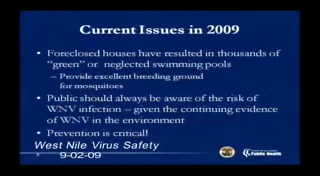 Current Issues in 2009
• Foreclosed houses have resulted in thousands of
"green" or neglected swimming pools
– Provide excellent breeding ground
for mosquitoes
• Public should always be aware of the risk of
WNV infection – given the continuing evidence
of WNV in the environment
• Prevention is critical!
West Nile Virus Safety
9-02-09
Public Health